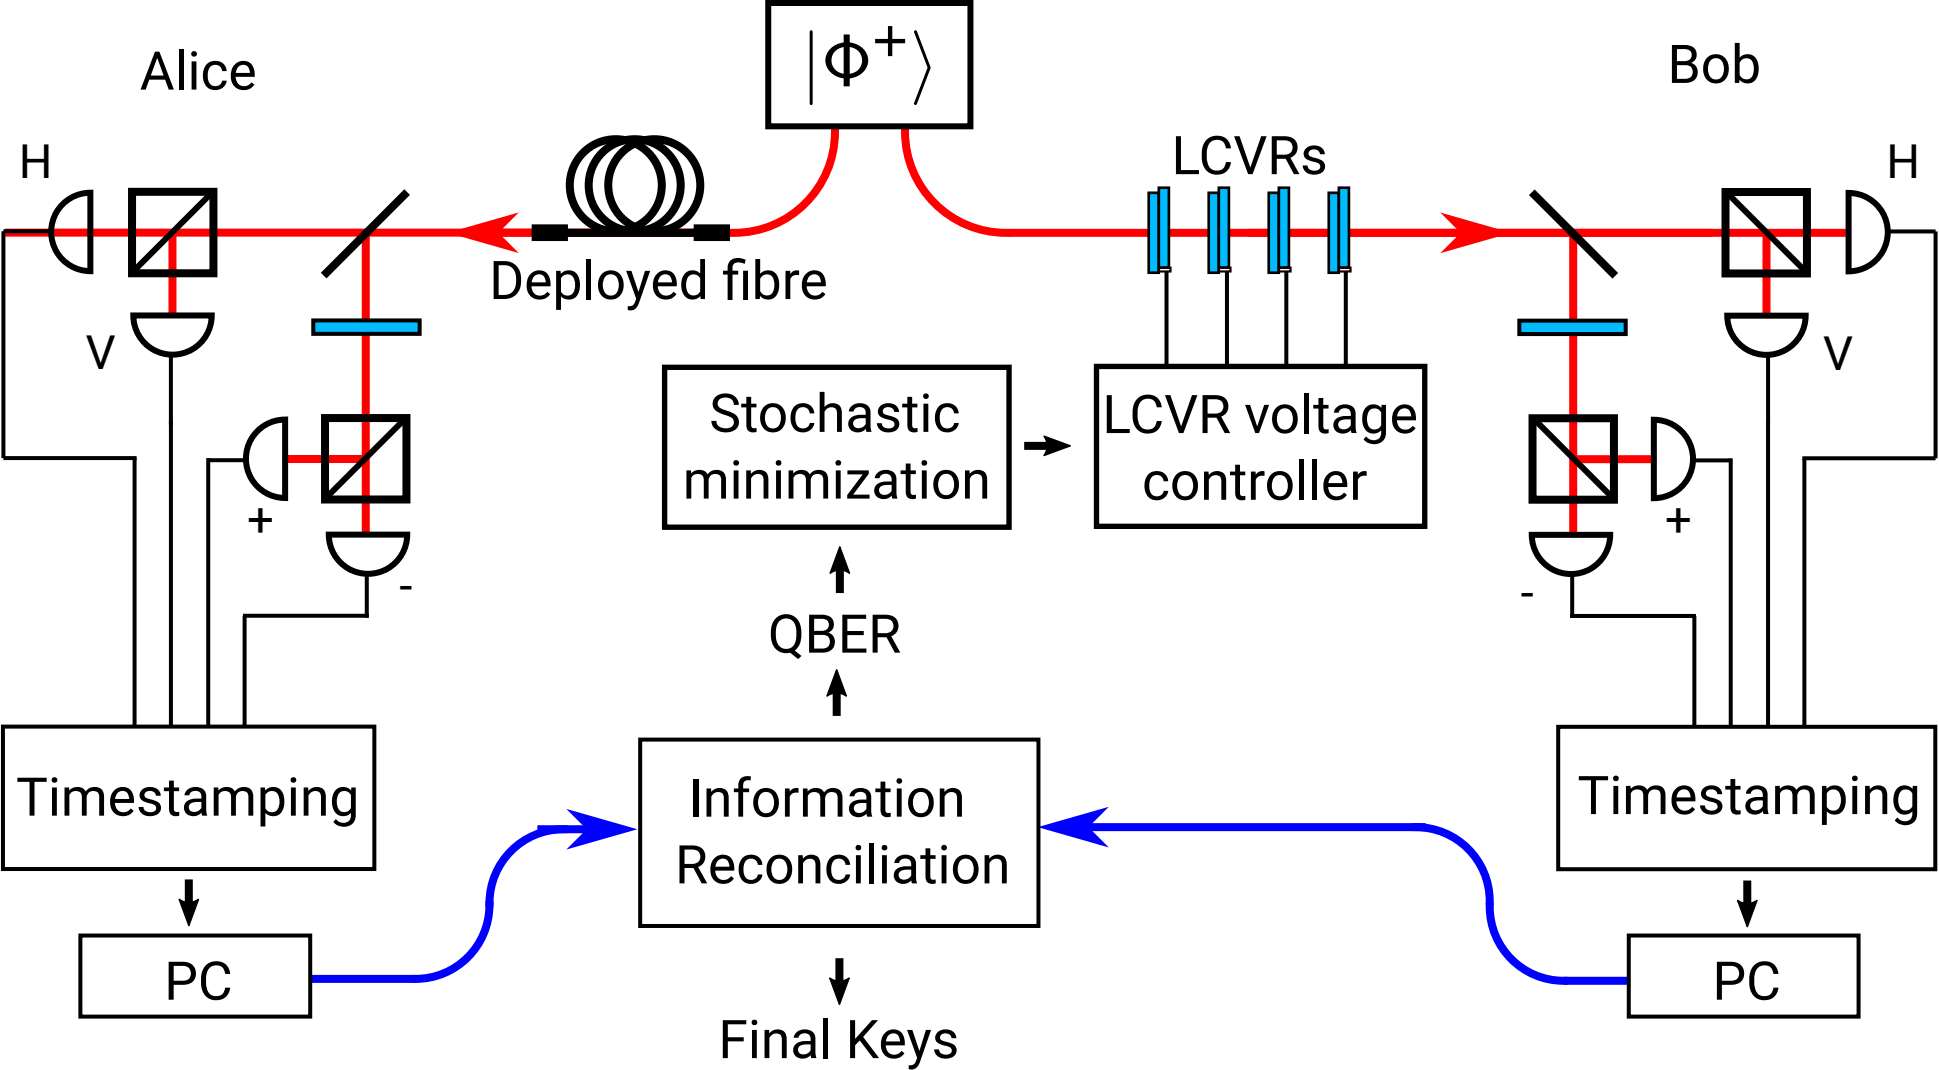 |Φ⁺⟩
Alice
Bob
H
LCVRs
H
Deployed fibre
V
V
Stochastic
minimization
LCVR voltage
controller
+
+
-
-
QBER
Timestamping
Information
Reconciliation
Timestamping
PC
PC
Final Keys